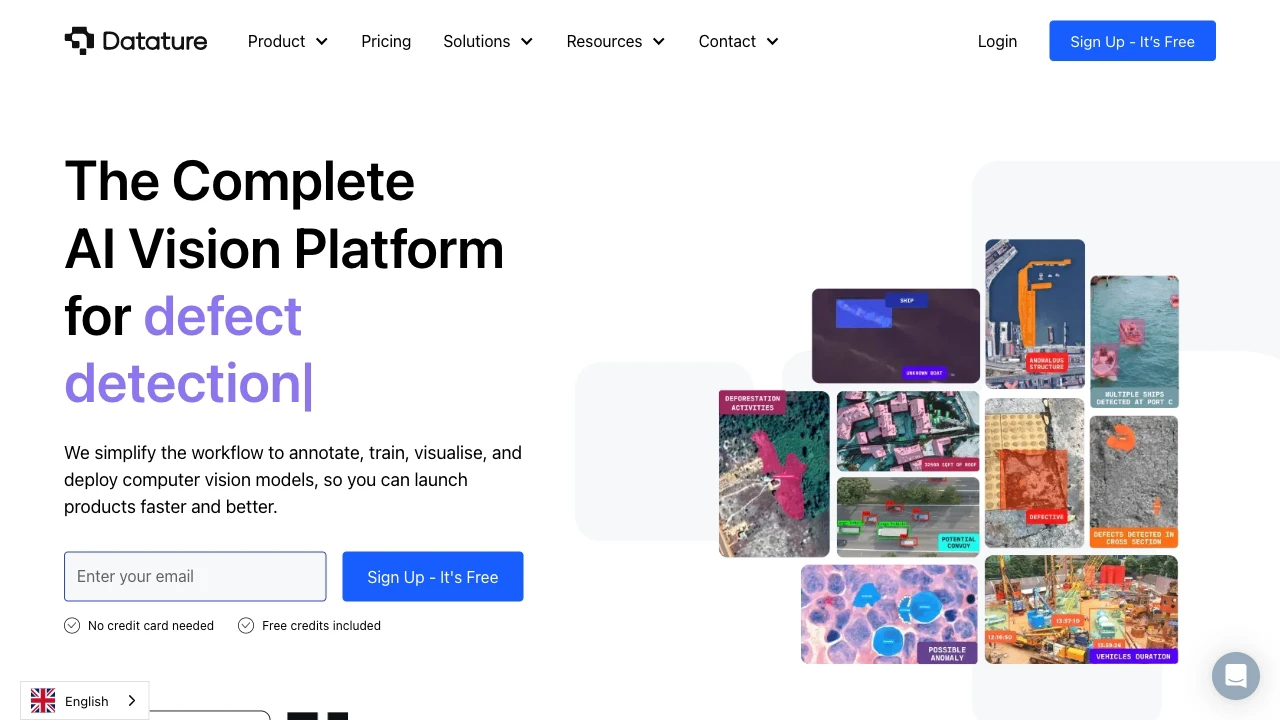 Datature
Product
Pricing
Solutions
Resources
Contact
Login
Sign Up - It's Free
The Complete
AI Vision Platform
for defect
detection|
We simplify the workflow to annotate, train, visualise, and
deploy computer vision models, so you can launch
products faster and better.
Enter your email
Sign Up - It's Free
No credit card needed
Free credits included
SHIP
UNKNOWN BOAT
ANOMALOUS
STRUCTURE
MULTIPLE SHIPS
DETECTED AT PORT C
DEFORESTATION
ACTIVITIES
POTENTIAL
CONVOY
DEFECTIVE
DEFECTS DETECTED IN
CROSS SECTION
POSSIBLE
ANOMALY
VEHICLES DURATION
English